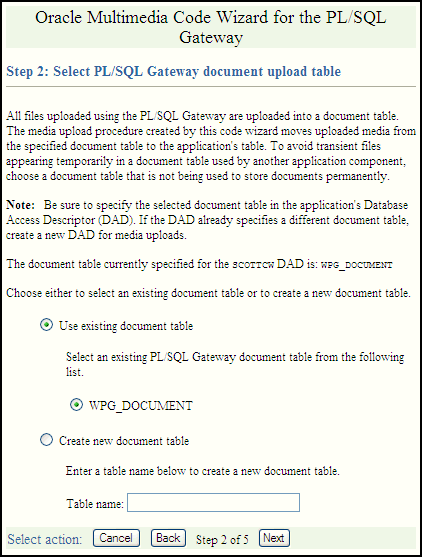 Oracle Multimedia Code Wizard for the PL/SQL
Gateway
Step 2: Select PL/SQL Gateway document upload table
All files uploaded using the PL/SQL Gateway are uploaded into a document table.
The media upload procedure created by this code wizard moves uploaded media from
the specified document table to the application's table. To avoid transient files
appearing temporarily in a document table used by another application component,
choose a document table that is not being used to store documents permanently.
Note: Be sure to specify the selected document table in the application's Database
Access Descriptor (DAD). If the DAD already specifies a different document table,
create a new DAD for media uploads.
The document table currently specified for the SCOTTCW DAD is: WPG_DOCUMENT
Choose either to select an existing document table or to create a new document table.
Use existing document table
Select an existing PL/SQL Gateway document table from the following
list.
WPG_DOCUMENT
Create new document table
Enter a table name below to create a new document table.
Table name:
Select action: Cancel Back Step 2 of 5 Next